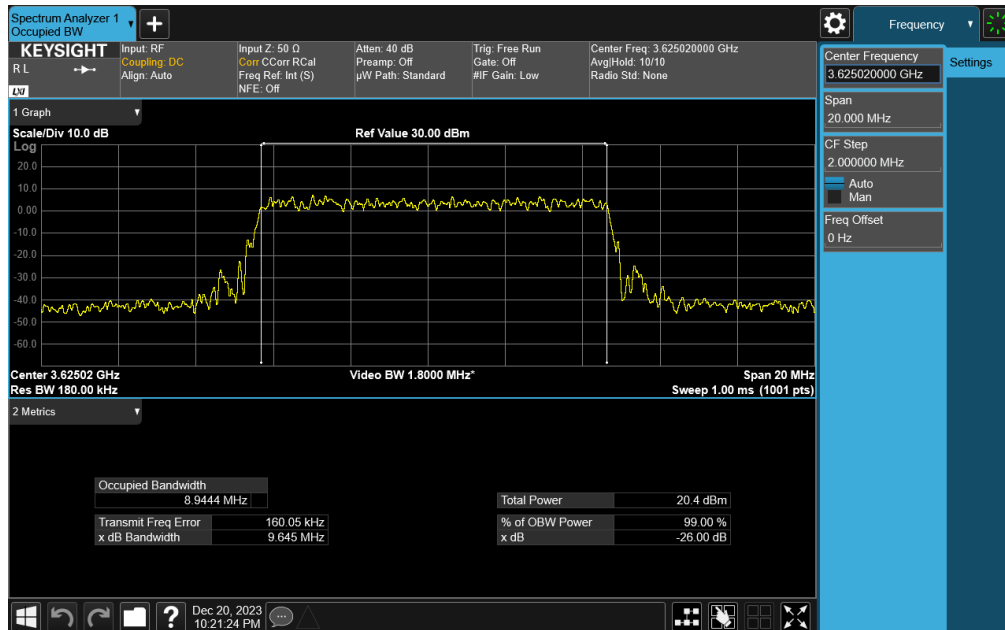 Spectrum Analyzer 1
Occupied BW
Frequency
KEYSIGHT
R L
LXI
Input: RF
Coupling: DC
Align: Auto
Input Z: 50 Ω
Corr CCorr RCal
Freq Ref: Int (S)
NFE: Off
Atten: 40 dB
Preamp: Off
µW Path: Standard
Trig: Free Run
Gate: Off
#IF Gain: Low
Center Freq: 3.625020000 GHz
Avg|Hold: 10/10
Radio Std: None
Center Frequency
3.625020000 GHz
Settings
Span
20.000 MHz
CF Step
2.000000 MHz
Auto
Man
Freq Offset
0 Hz
1 Graph
Scale/Div 10.0 dB
Ref Value 30.00 dBm
Log
20.0
10.0
0.00
-10.0
-20.0
-30.0
-40.0
-50.0
-60.0
Center 3.62502 GHz
Video BW 1.8000 MHz*
Span 20 MHz
Res BW 180.00 kHz
Sweep 1.00 ms (1001 pts)
2 Metrics
Occupied Bandwidth
8.9444 MHz
Total Power 20.4 dBm
Transmit Freq Error 160.05 kHz
% of OBW Power 99.00 %
x dB Bandwidth 9.645 MHz
x dB -26.00 dB
Dec 20, 2023
10:21:24 PM